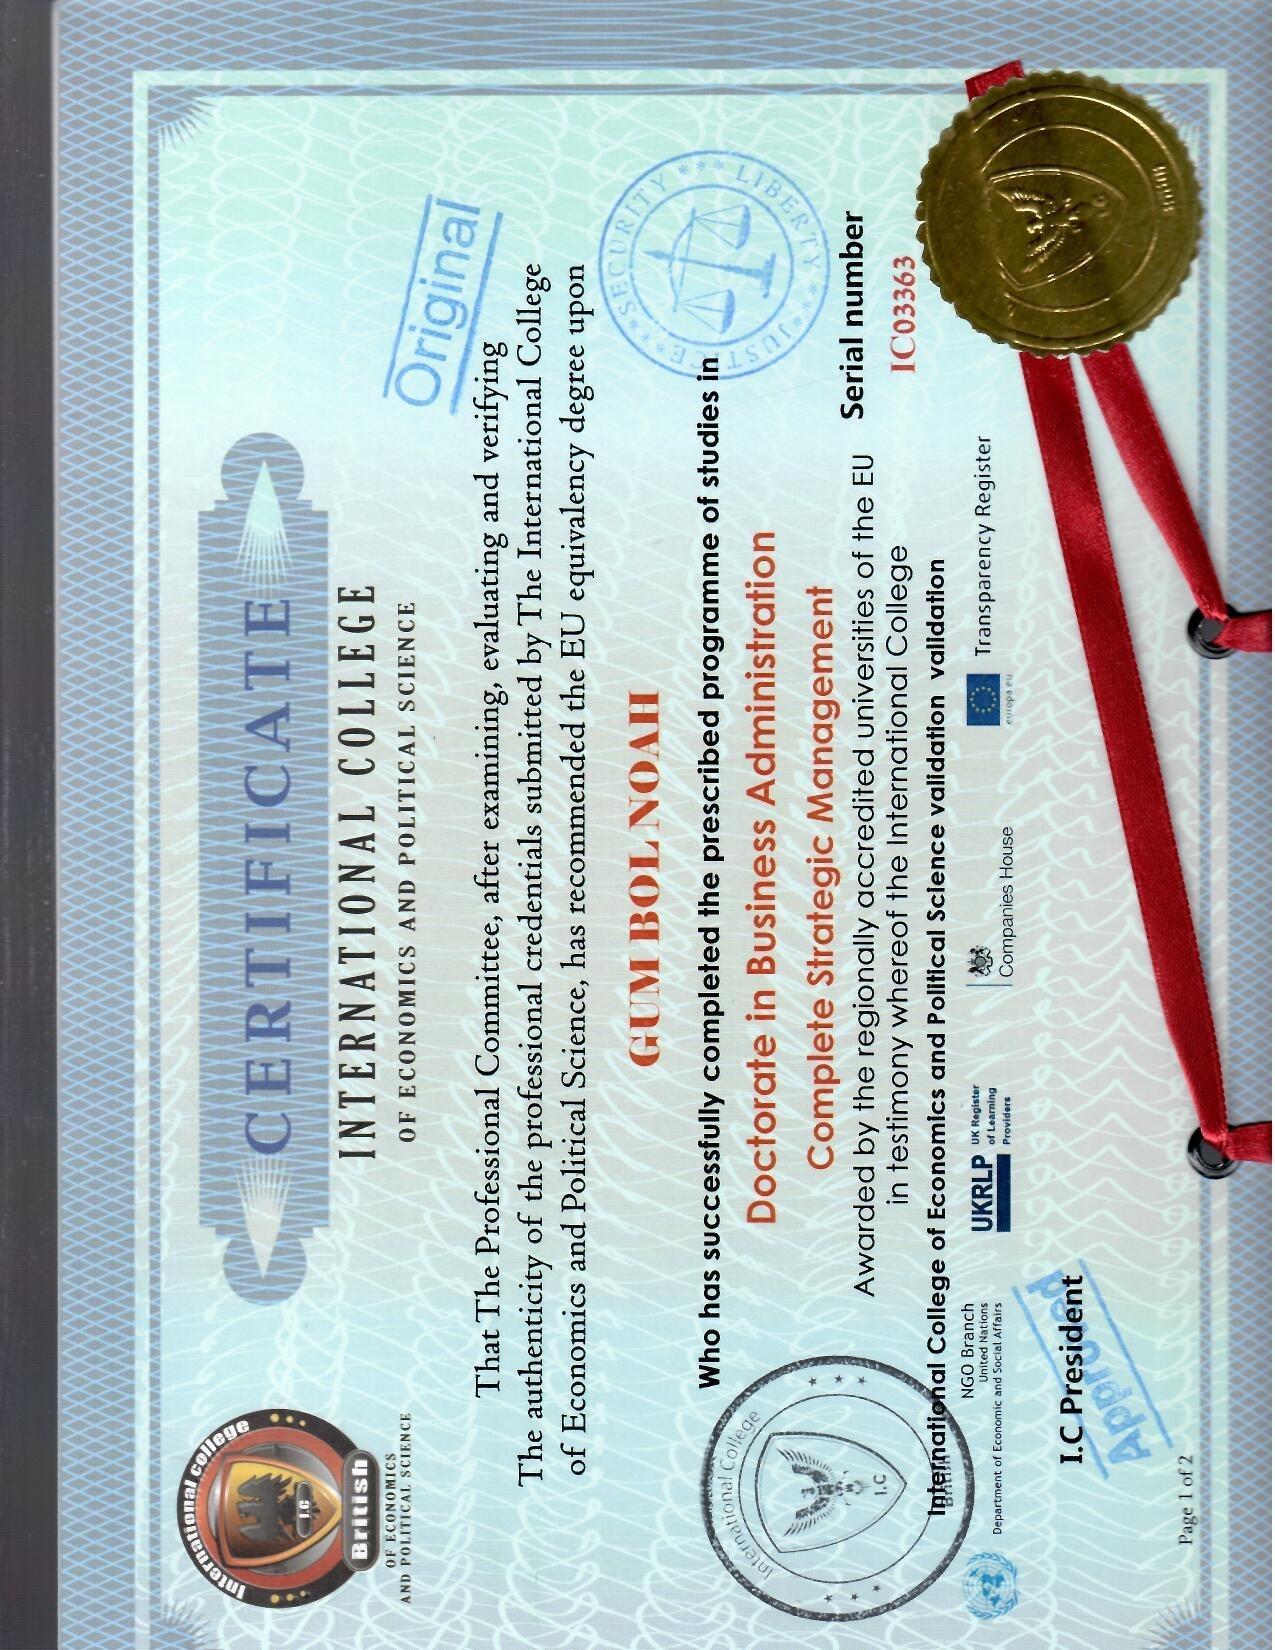 International college
I.C
British
OF ECONOMICS
AND POLITICAL SCIENCE
CERTIFICATE
INTERNATIONAL COLLEGE
OF ECONOMICS AND POLITICAL SCIENCE
Original
That The Professional Committee, after examining, evaluating and verifying
The authenticity of the professional credentials submitted by The International College
of Economics and Political Science, has recommended the EU equivalency degree upon
GUM BOL NOAH
SECURITY
JUSTICE
LIBERTY
Who has successfully completed the prescribed programme of studies in
Doctorate in Business Administration
Complete Strategic Management
International College
I.C
British
Awarded by the regionally accredited universities of the EU
in testimony whereof the International College
Serial number
IC03363
International College of Economics and Political Science validation validation
NGO Branch
United Nations
Department of Economic and Social Affairs
UKRLP
UK Register
of Learning
Providers
Companies House
europa eu
Transparency Register
I.C President
Approved
Page 1 of 2